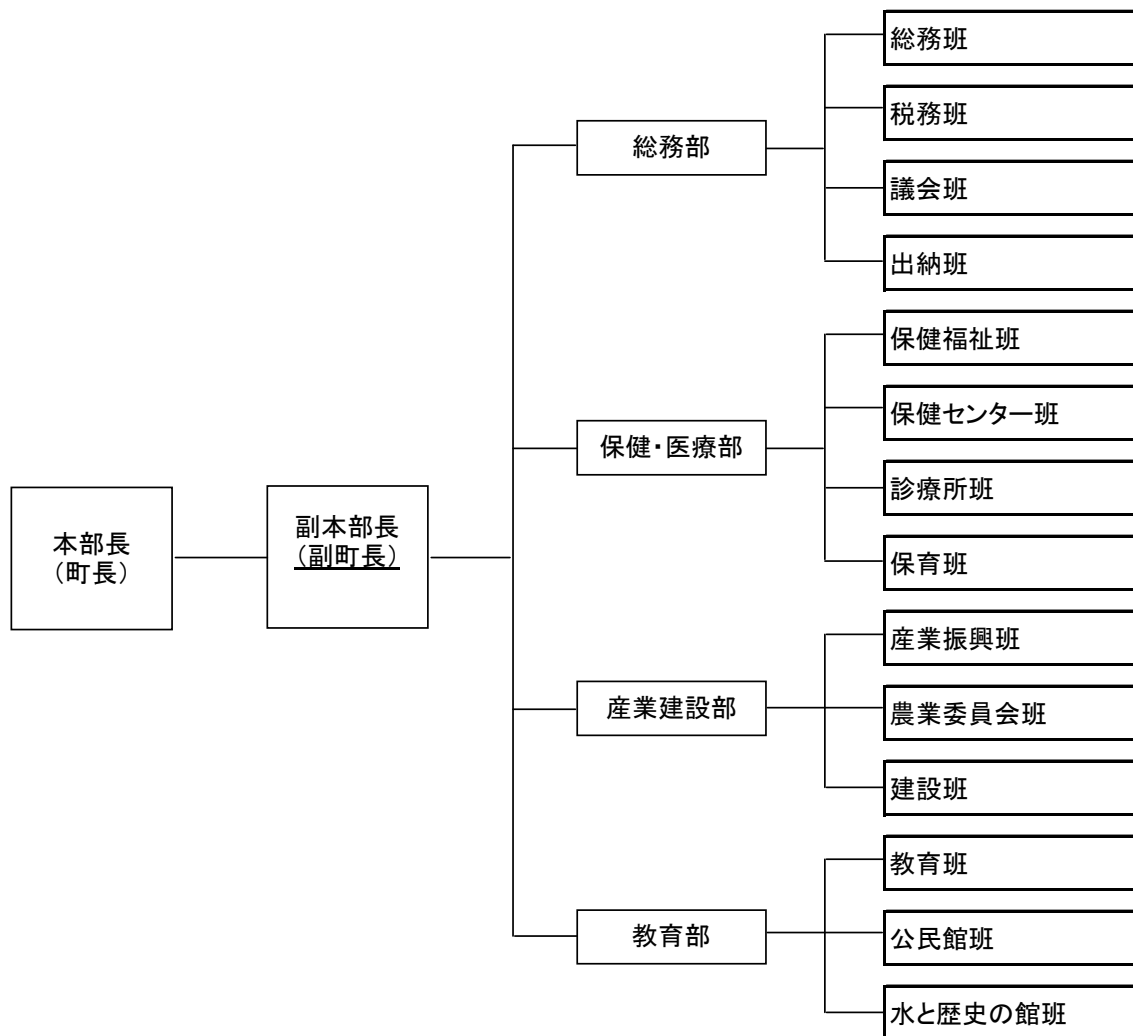 本部長
（町長）
副本部長
（副町長）
総務部
総務班
税務班
議会班
出納班
保健・医療部
保健福祉班
保健センター班
診療所班
保育班
産業建設部
産業振興班
農業委員会班
建設班
教育部
教育班
公民館班
水と歴史の館班